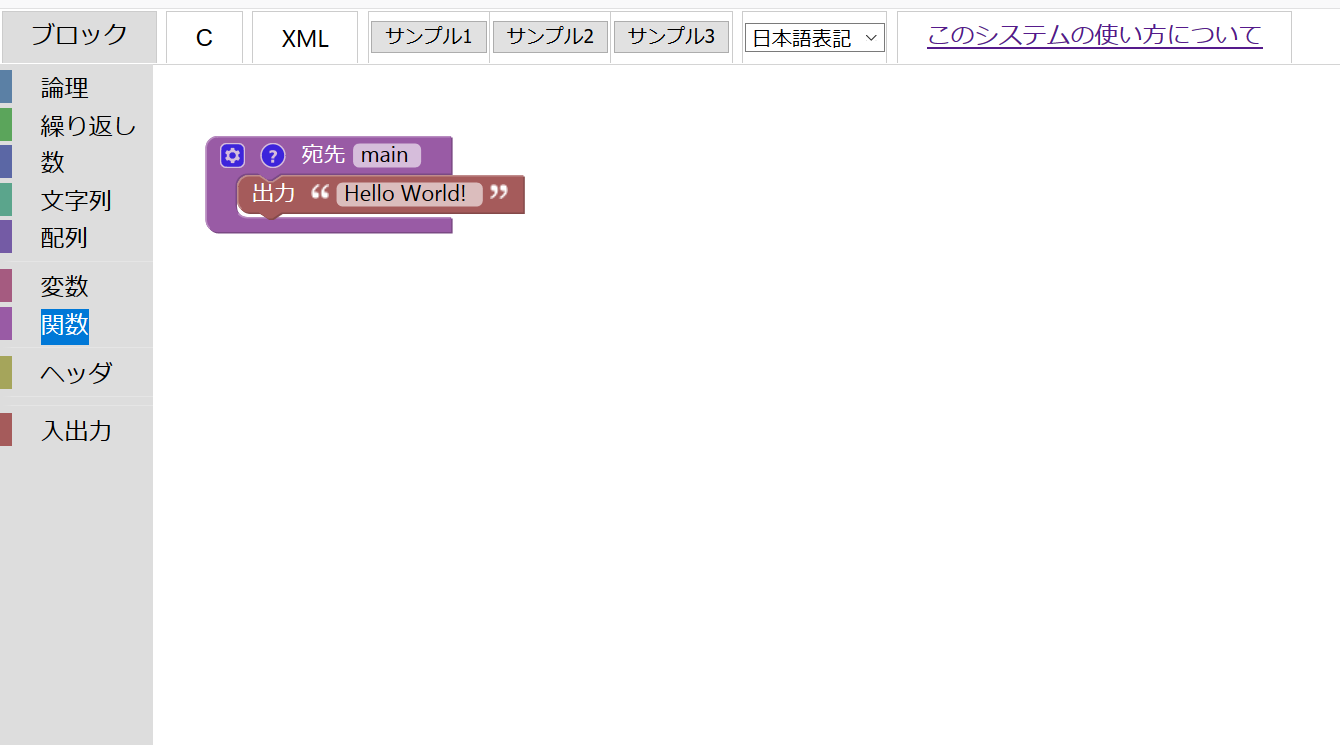 ブロック C XML サンプル1 サンプル2 サンプル3 日本語表記 このシステムの使い方について
論理
繰り返し
数
文字列
配列
変数
関数
ヘッダ
入出力
? 宛先 main
出力 “ Hello World! ”